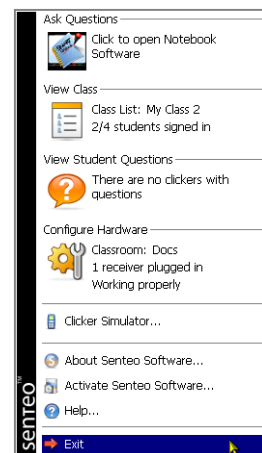 Ask Questions
Click to open Notebook
Software
View Class
Class List: My Class 2
2/4 students signed in
View Student Questions
There are no clickers with
questions
Configure Hardware
Classroom: Docs
1 receiver plugged in
Working properly
Clicker Simulator...
About Senteo Software...
Activate Senteo Software...
Help...
Exit
senteo™